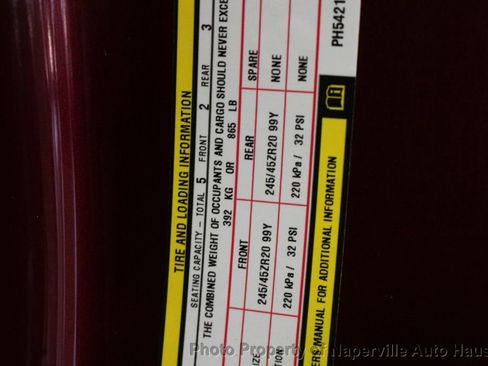 TIRE AND LOADING INFORMATION
SEATING CAPACITY - TOTAL 5 FRONT 2 REAR 3
THE COMBINED WEIGHT OF OCCUPANTS AND CARGO SHOULD NEVER EXCE
392 KG OR 865 LB
FRONT REAR SPARE
245/45ZR20 99Y 245/45ZR20 99Y NONE
220 kPa / 32 PSI 220 kPa / 32 PSI NONE
ERS MANUAL FOR ADDITIONAL INFORMATION
PH5421
Photo Property of Naperville Auto Haus